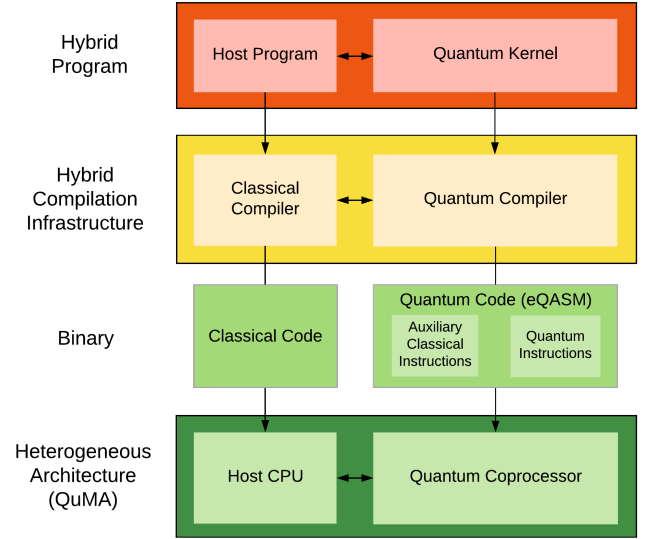 Hybrid
Program
Host Program
Quantum Kernel
Hybrid
Compilation
Infrastructure
Classical
Compiler
Quantum Compiler
Binary
Classical Code
Quantum Code (eQASM)
Auxiliary
Classical
Instructions
Quantum
Instructions
Heterogeneous
Architecture
(QuMA)
Host CPU
Quantum Coprocessor